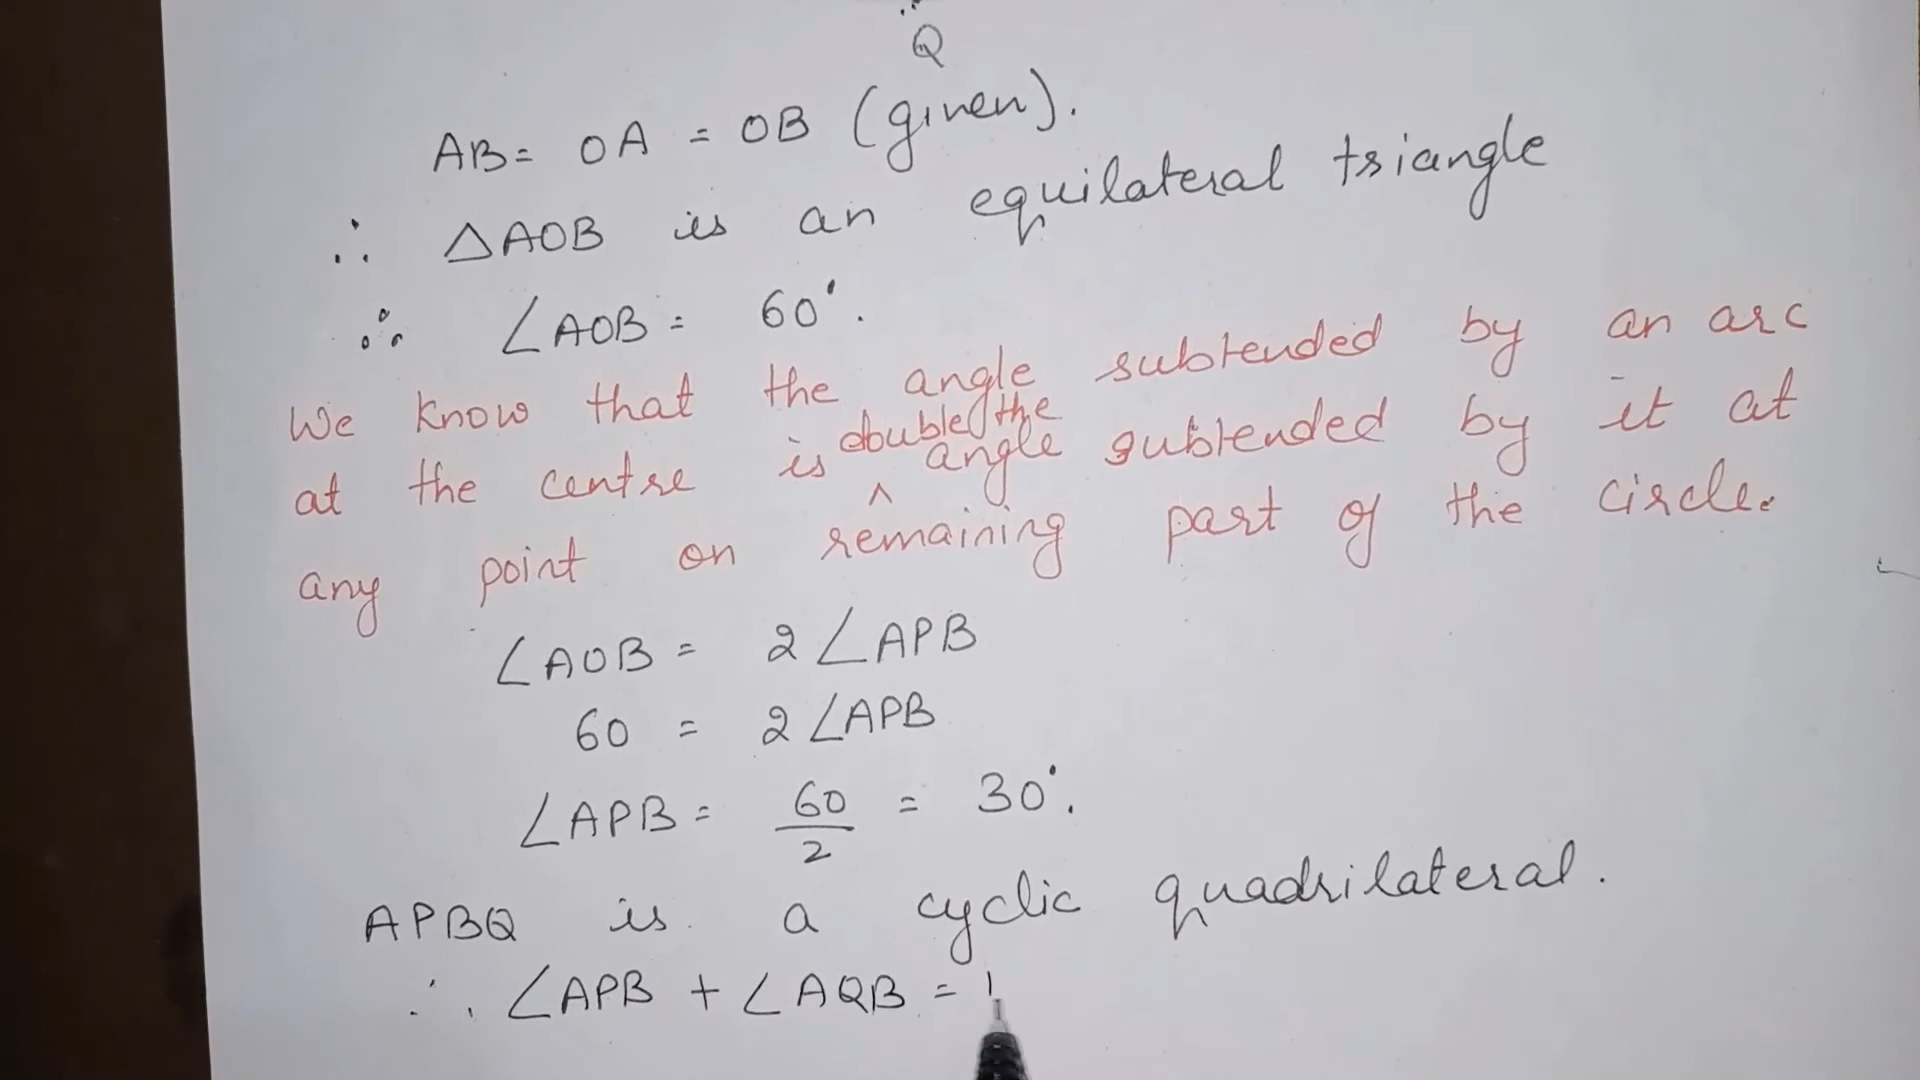 Q
AB = OA = OB (given).
∴ △AOB is an equilateral triangle
∴ ∠AOB = 60°.
We know that the angle subtended by an arc
at the centre is double the angle subtended by it at
any point on remaining part of the circle.
∠AOB = 2 ∠APB
60 = 2 ∠APB
∠APB = 60/2 = 30°.
APBQ is a cyclic quadrilateral.
∴ ∠APB + ∠AQB = 1